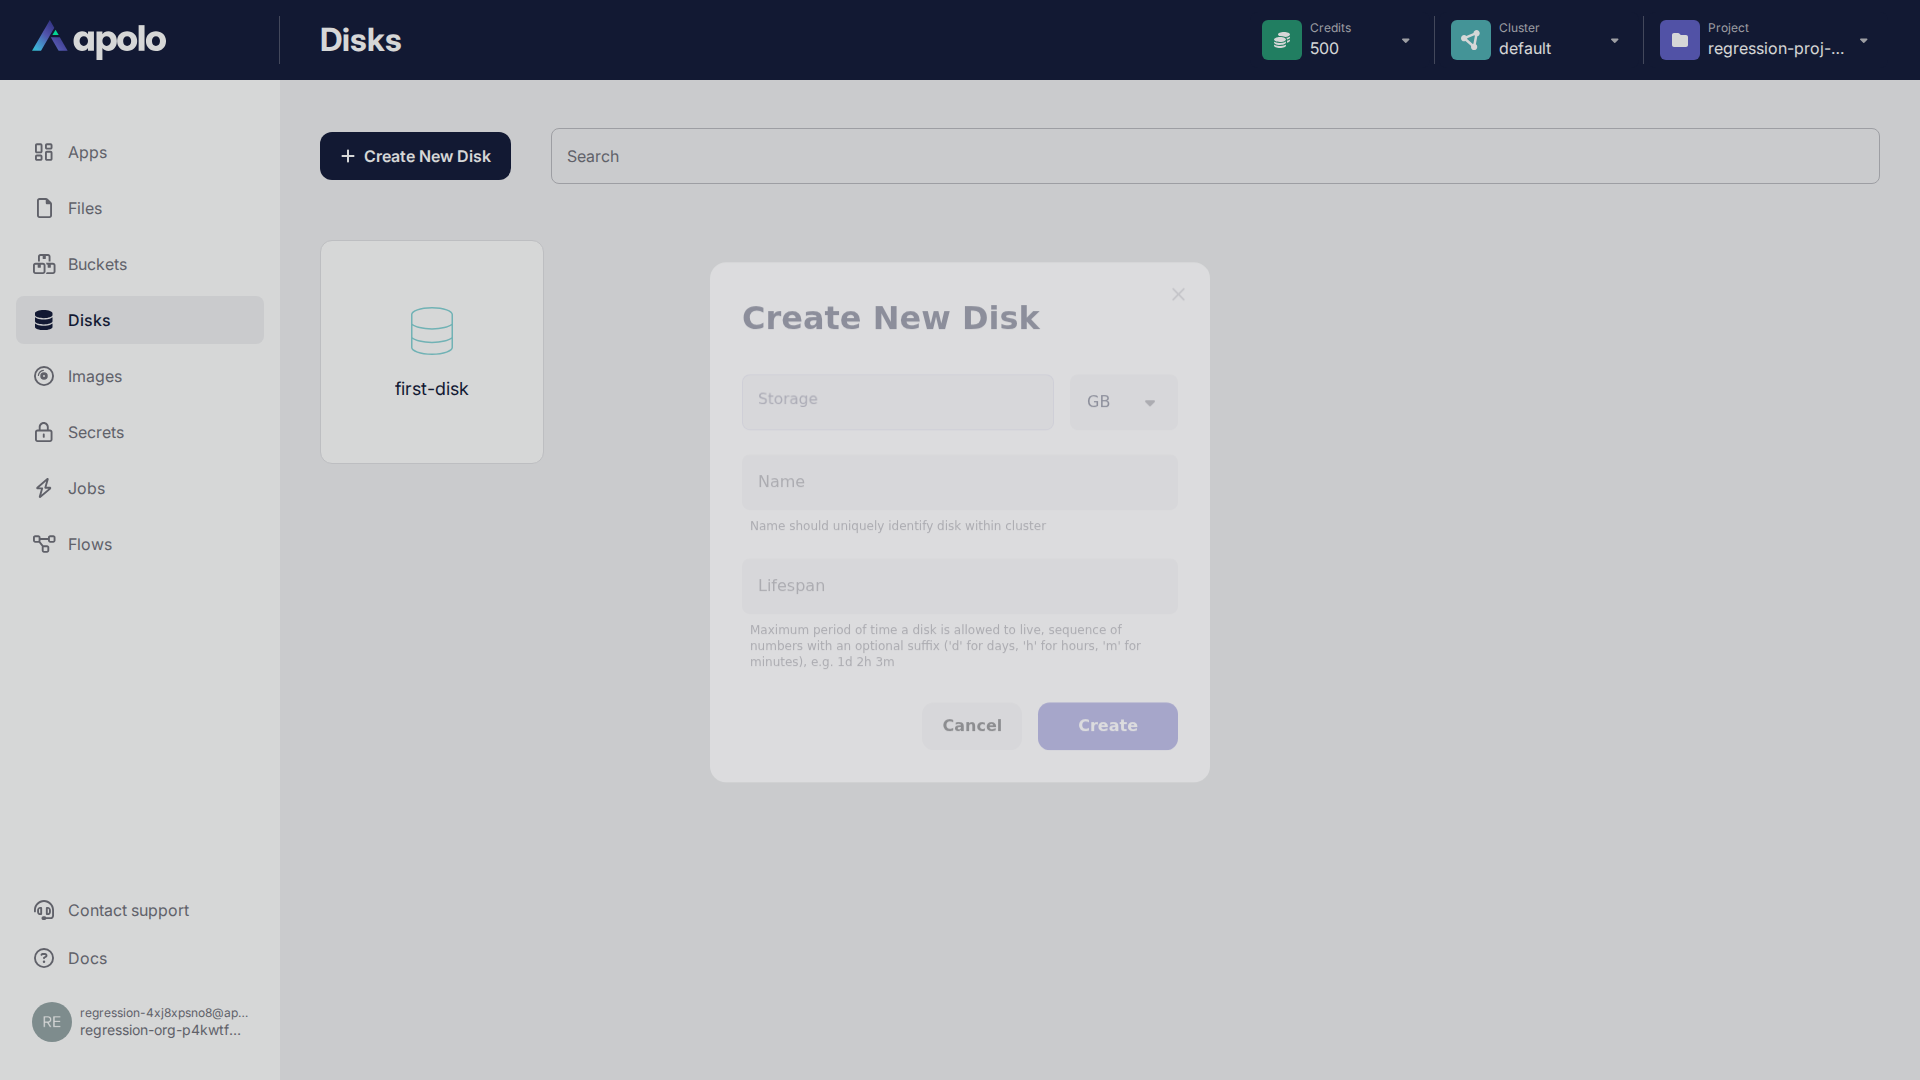 apolo
Disks
Credits
500
Cluster
default
Project
regression-proj-...
Apps
Files
Buckets
Disks
Images
Secrets
Jobs
Flows
Contact support
Docs
RE
regression-4xj8xpsno8@ap...
regression-org-p4kwtf...
Create New Disk
Search
first-disk
Create New Disk
Storage
GB
Name
Name should uniquely identify disk within cluster
Lifespan
Maximum period of time a disk is allowed to live, sequence of
numbers with an optional suffix ('d' for days, 'h' for hours, 'm' for
minutes), e.g. 1d 2h 3m
Cancel
Create